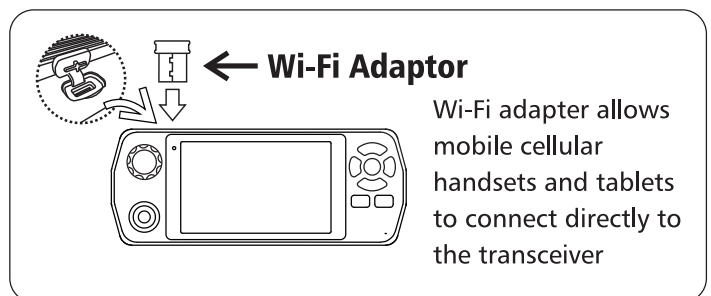 Wi-Fi Adaptor
Wi-Fi adapter allows
mobile cellular
handsets and tablets
to connect directly to
the transceiver